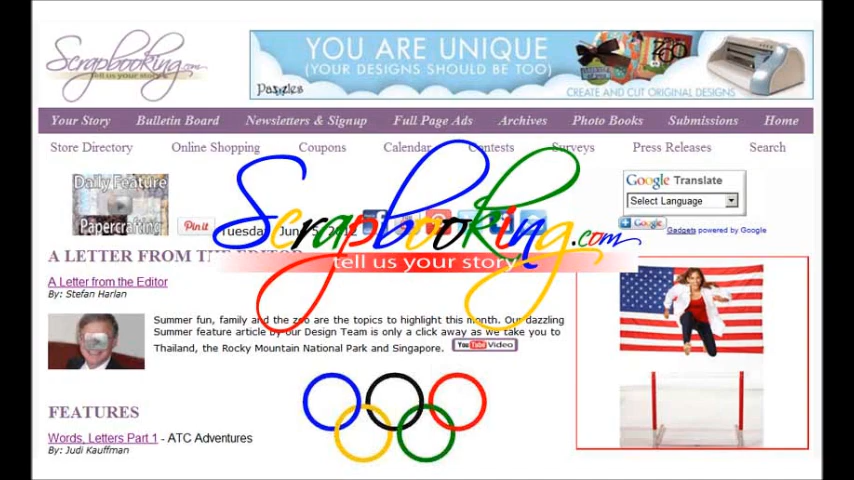 Scrapbooking.com
tell us your story
YOU ARE UNIQUE
(YOUR DESIGNS SHOULD BE TOO)
Pazzles
CREATE AND CUT ORIGINAL DESIGNS
Your Story Bulletin Board Newsletters & Signup Full Page Ads Archives Photo Books Submissions Home
Store Directory Online Shopping Coupons Calendar Contests Surveys Press Releases Search
Daily Feature
Papercrafting
Pin it
Tuesday, June 5, 2012
Google Translate
Select Language
Google
Gadgets powered by Google
Scrapbooking.com
tell us your story
A LETTER FROM THE EDITOR
A Letter from the Editor
By: Stefan Harlan
Summer fun, family and the zoo are the topics to highlight this month. Our dazzling
Summer feature article by our Design Team is only a click away as we take you to
Thailand, the Rocky Mountain National Park and Singapore. YouTube Video
FEATURES
Words, Letters Part 1 - ATC Adventures
By: Judi Kauffman